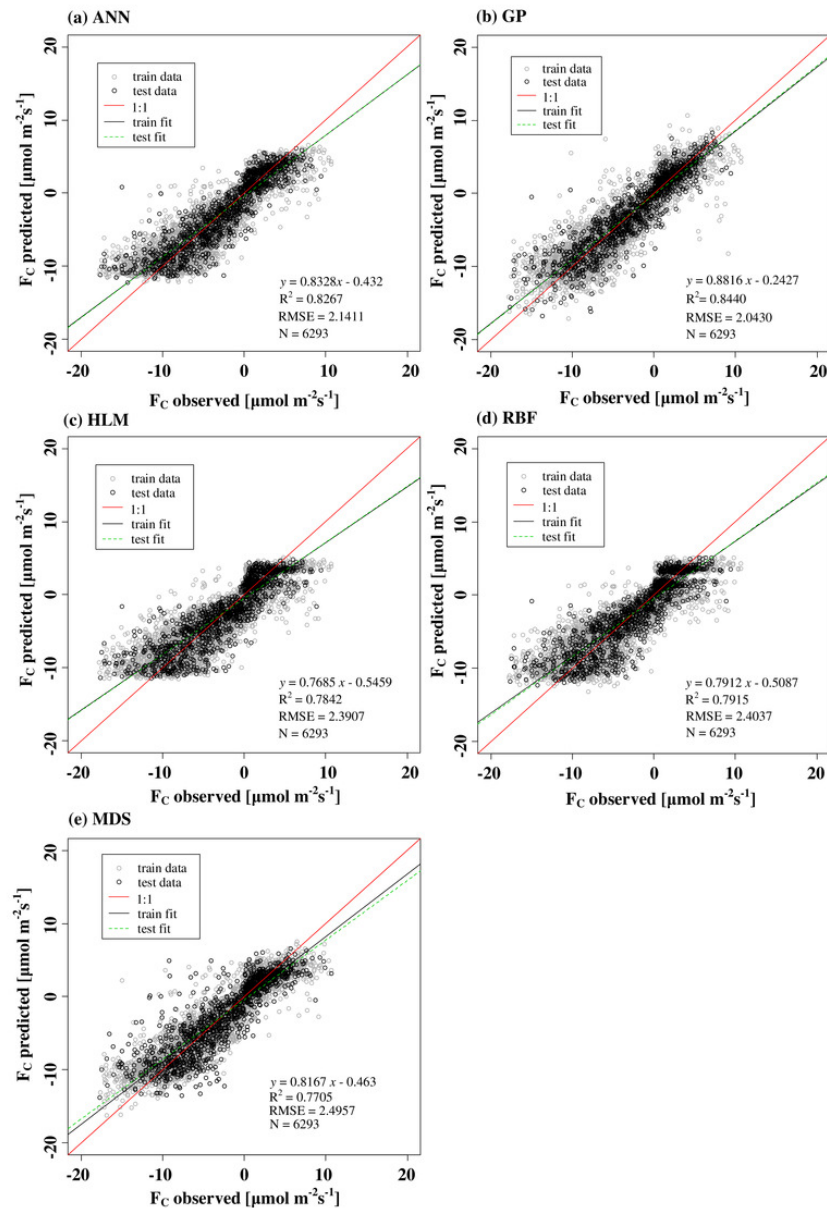 (a) ANN
20
10
0
-10
-20
F_C predicted [µmol m⁻²s⁻¹]
train data
test data
1:1
train fit
test fit
y = 0.8328x - 0.432
R² = 0.8267
RMSE = 2.1411
N = 6293
-20 -10 0 10 20
F_C observed [µmol m⁻²s⁻¹]
(b) GP
20
10
0
-10
-20
F_C predicted [µmol m⁻²s⁻¹]
train data
test data
1:1
train fit
test fit
y = 0.8816 x - 0.2427
R² = 0.8440
RMSE = 2.0430
N = 6293
-20 -10 0 10 20
F_C observed [µmol m⁻²s⁻¹]
(c) HLM
20
10
0
-10
-20
F_C predicted [µmol m⁻²s⁻¹]
train data
test data
1:1
train fit
test fit
y = 0.7685 x - 0.5459
R² = 0.7842
RMSE = 2.3907
N = 6293
-20 -10 0 10 20
F_C observed [µmol m⁻²s⁻¹]
(d) RBF
20
10
0
-10
-20
F_C predicted [µmol m⁻²s⁻¹]
train data
test data
1:1
train fit
test fit
y = 0.7912 x - 0.5087
R² = 0.7915
RMSE = 2.4037
N = 6293
-20 -10 0 10 20
F_C observed [µmol m⁻²s⁻¹]
(e) MDS
20
10
0
-10
-20
F_C predicted [µmol m⁻²s⁻¹]
train data
test data
1:1
train fit
test fit
y = 0.8167 x - 0.463
R² = 0.7705
RMSE = 2.4957
N = 6293
-20 -10 0 10 20
F_C observed [µmol m⁻²s⁻¹]